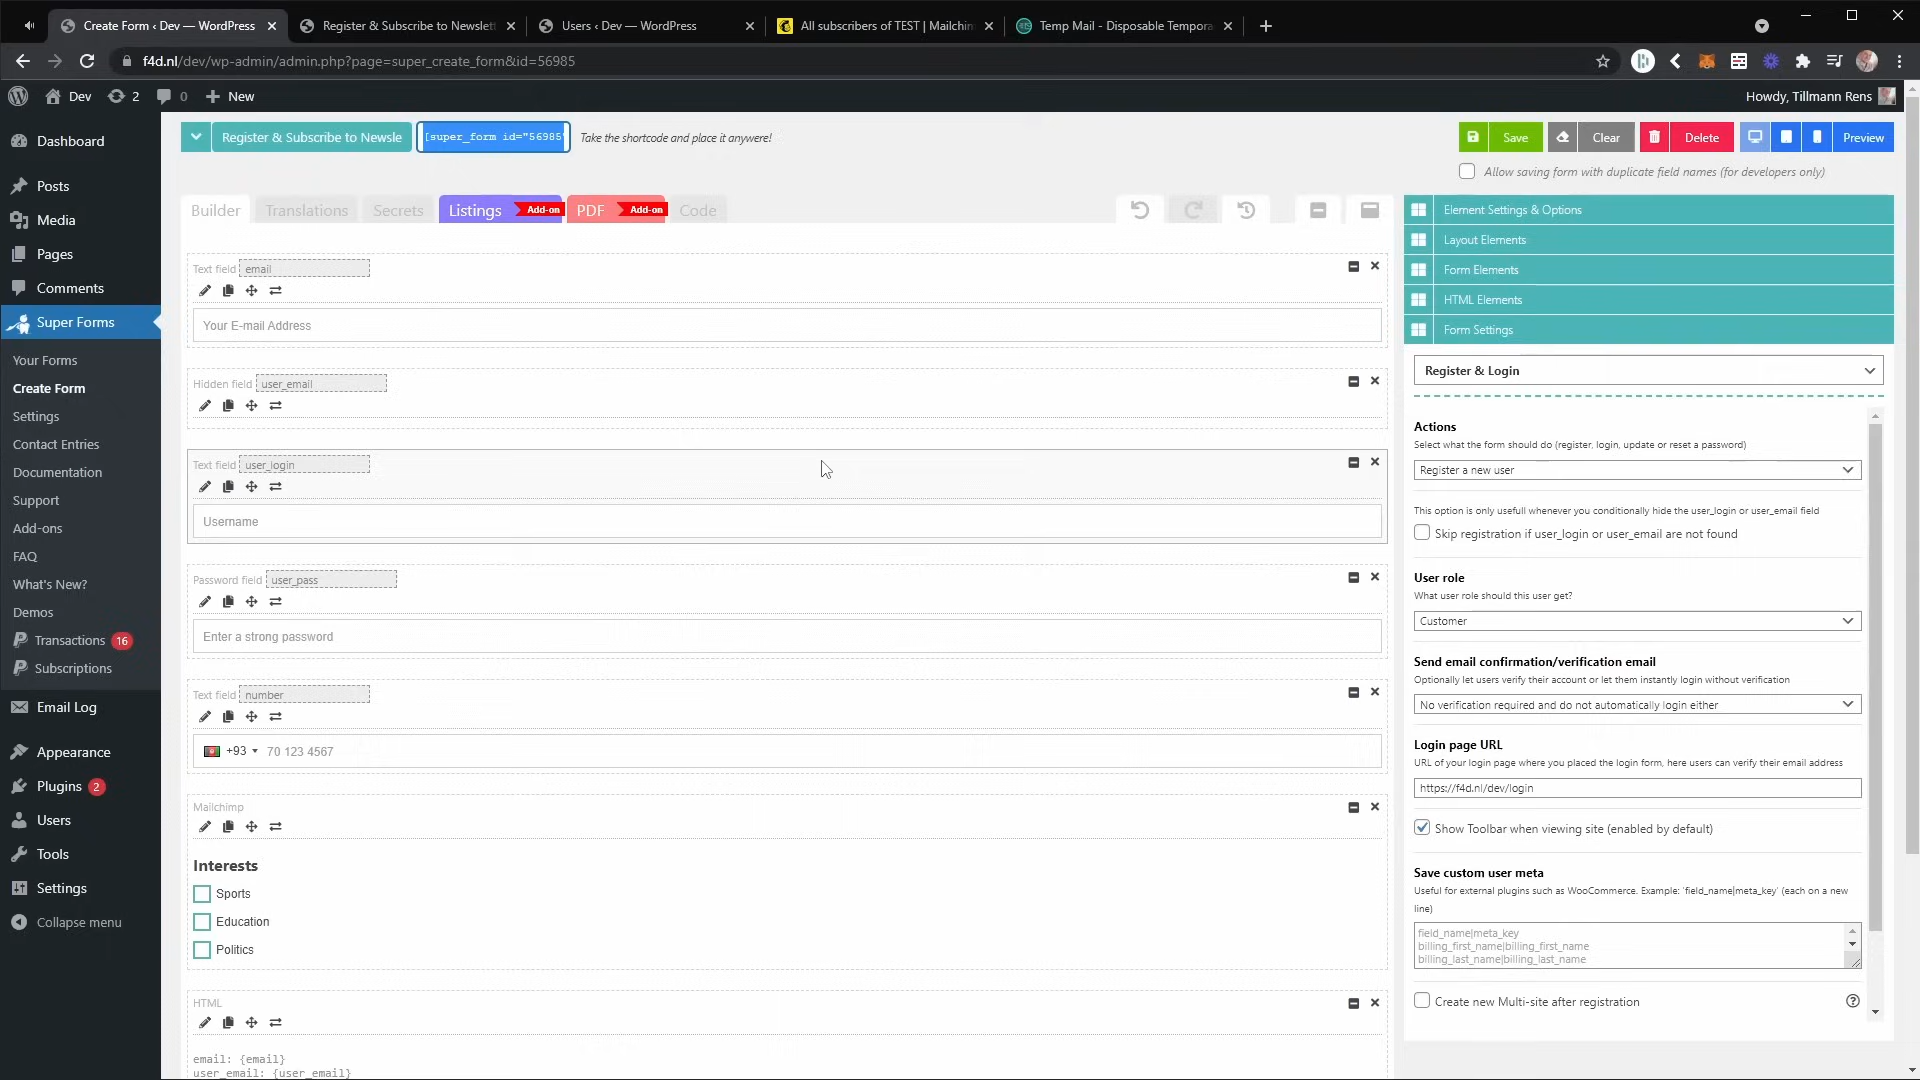 Create Form ‹ Dev — WordPress
Register & Subscribe to Newslett
Users ‹ Dev — WordPress
All subscribers of TEST | Mailchim
Temp Mail - Disposable Tempora
f4d.nl/dev/wp-admin/admin.php?page=super_create_form&id=56985
Dev
2
0
New
Howdy, Tillmann Rens
Dashboard
Posts
Media
Pages
Comments
Super Forms
Your Forms
Create Form
Settings
Contact Entries
Documentation
Support
Add-ons
FAQ
What's New?
Demos
Transactions 16
Subscriptions
Email Log
Appearance
Plugins 2
Users
Tools
Settings
Collapse menu
Register & Subscribe to Newsle
[super_form id="56985"
Take the shortcode and place it anywere!
Save
Clear
Delete
Preview
Allow saving form with duplicate field names (for developers only)
Builder
Translations
Secrets
Listings Add-on
PDF Add-on
Code
Text field email
Your E-mail Address
Hidden field user_email
Text field user_login
Username
Password field user_pass
Enter a strong password
Text field number
+93 70 123 4567
Mailchimp
Interests
Sports
Education
Politics
HTML
email: {email}
user_email: {user_email}
Element Settings & Options
Layout Elements
Form Elements
HTML Elements
Form Settings
Register & Login
Actions
Select what the form should do (register, login, update or reset a password)
Register a new user
This option is only usefull whenever you conditionally hide the user_login or user_email field
Skip registration if user_login or user_email are not found
User role
What user role should this user get?
Customer
Send email confirmation/verification email
Optionally let users verify their account or let them instantly login without verification
No verification required and do not automatically login either
Login page URL
URL of your login page where you placed the login form, here users can verify their email address
https://f4d.nl/dev/login
Show Toolbar when viewing site (enabled by default)
Save custom user meta
Useful for external plugins such as WooCommerce. Example: 'field_name|meta_key' (each on a new
line)
field_name|meta_key
billing_first_name|billing_first_name
billing_last_name|billing_last_name
Create new Multi-site after registration